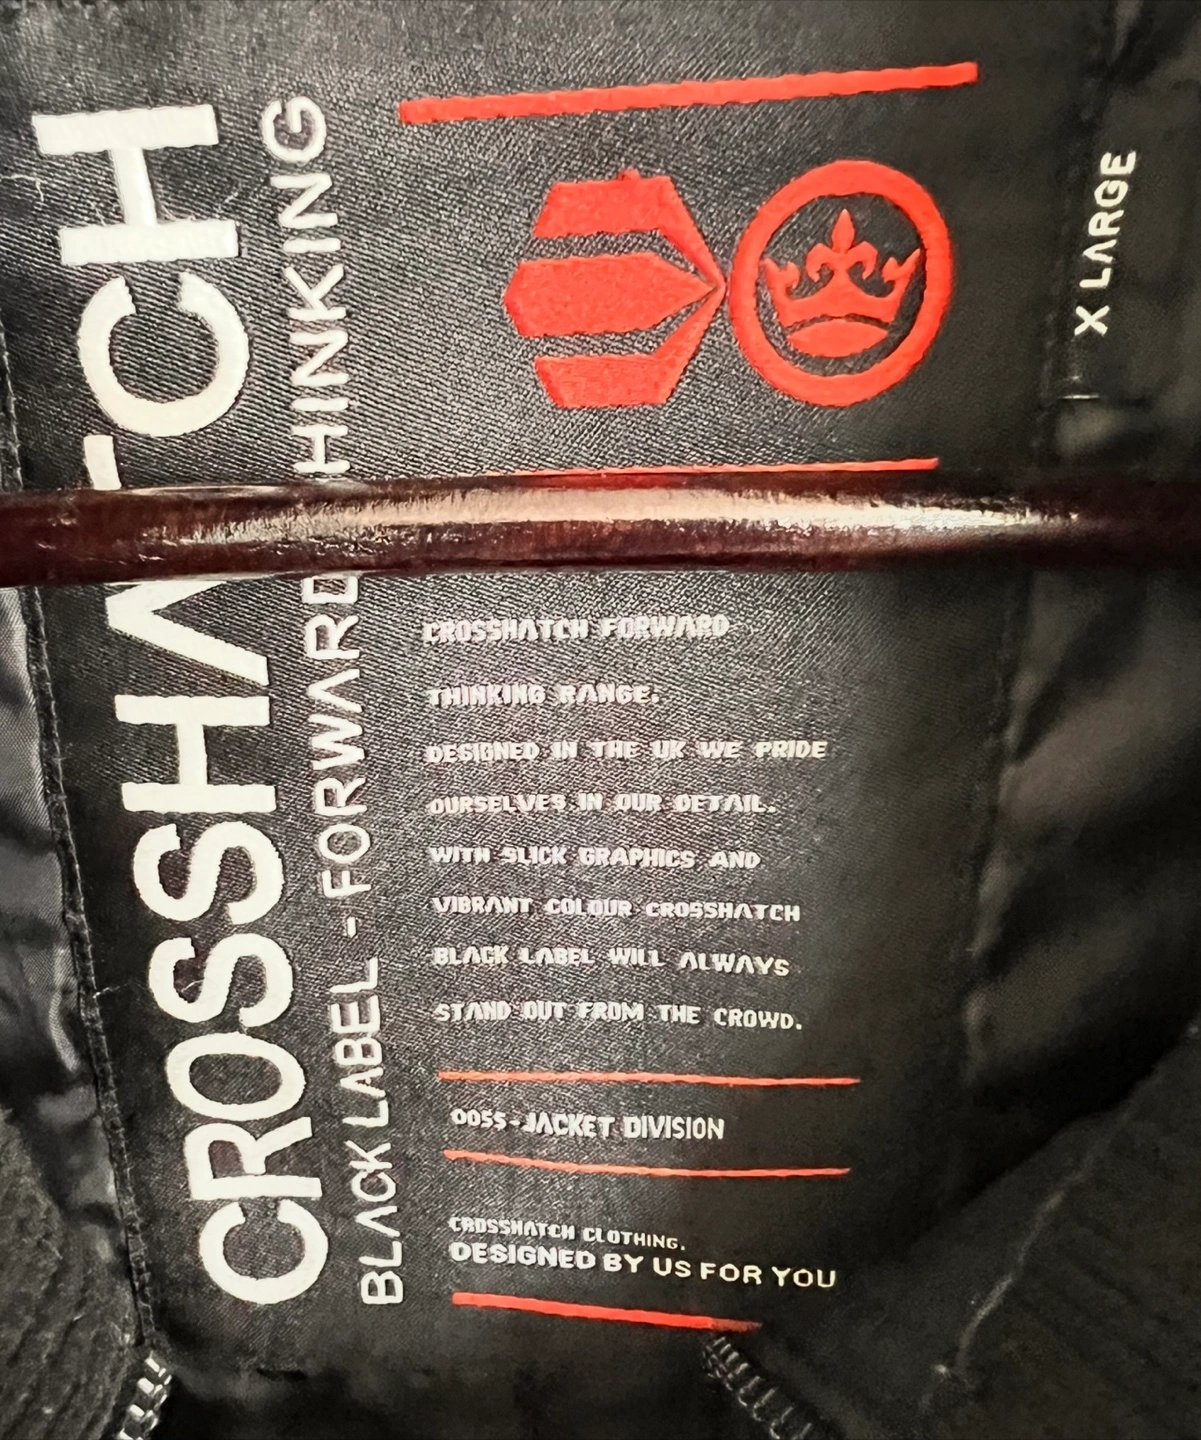 CROSSHATCH
BLACK LABEL - FORWARD THINKING
X LARGE
CROSSHATCH FORWARD
THINKING RANGE.
DESIGNED IN THE UK WE PRIDE
OURSELVES IN OUR DETAIL.
WITH SLICK GRAPHICS AND
VIBRANT COLOUR CROSSHATCH
BLACK LABEL WILL ALWAYS
STAND OUT FROM THE CROWD.
0055-JACKET DIVISION
CROSSHATCH CLOTHING.
DESIGNED BY US FOR YOU